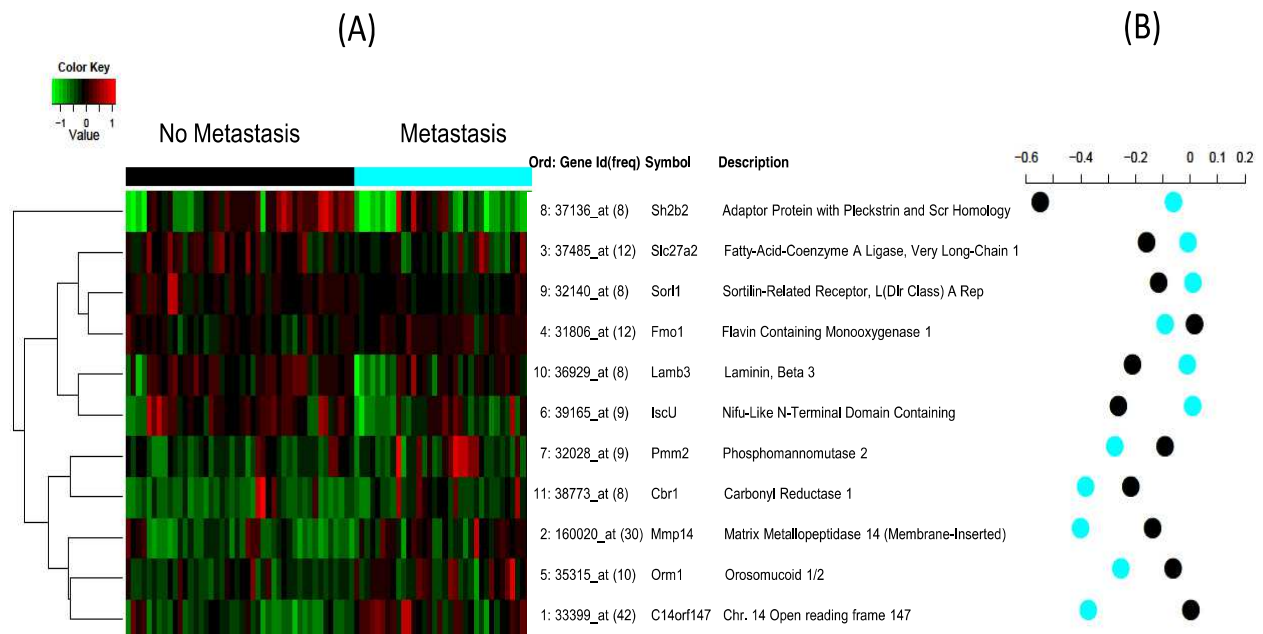 (A)
(B)
Color Key
−1 0 1
Value
No Metastasis
Metastasis
Ord: Gene Id(freq) Symbol Description
−0.6 −0.4 −0.2 0 0.1 0.2
8: 37136_at (8) Sh2b2 Adaptor Protein with Pleckstrin and Scr Homology
3: 37485_at (12) Slc27a2 Fatty-Acid-Coenzyme A Ligase, Very Long-Chain 1
9: 32140_at (8) Sorl1 Sortilin-Related Receptor, L(Dlr Class) A Rep
4: 31806_at (12) Fmo1 Flavin Containing Monooxygenase 1
10: 36929_at (8) Lamb3 Laminin, Beta 3
6: 39165_at (9) IscU Nifu-Like N-Terminal Domain Containing
7: 32028_at (9) Pmm2 Phosphomannomutase 2
11: 38773_at (8) Cbr1 Carbonyl Reductase 1
2: 160020_at (30) Mmp14 Matrix Metallopeptidase 14 (Membrane-Inserted)
5: 35315_at (10) Orm1 Orosomucoid 1/2
1: 33399_at (42) C14orf147 Chr. 14 Open reading frame 147